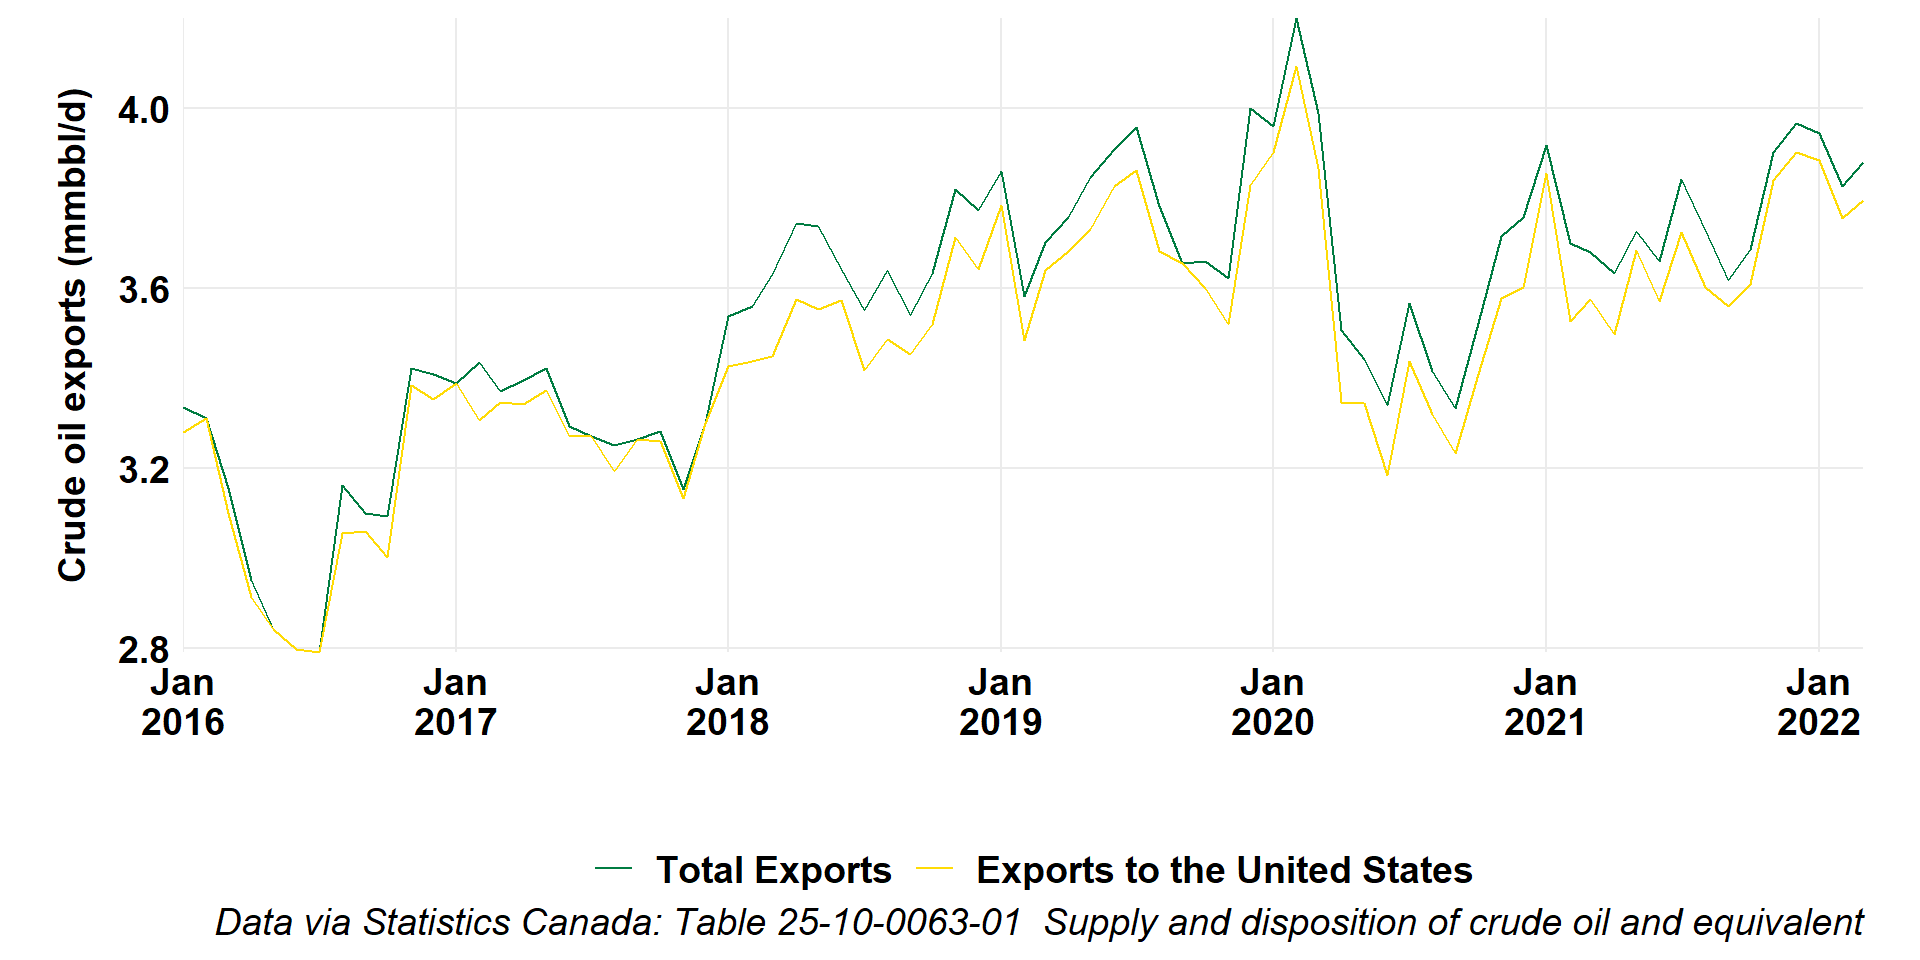 Crude oil exports (mmbbl/d)
4.0
3.6
3.2
2.8
Jan 2016
Jan 2017
Jan 2018
Jan 2019
Jan 2020
Jan 2021
Jan 2022
Total Exports
Exports to the United States
Data via Statistics Canada: Table 25-10-0063-01 Supply and disposition of crude oil and equivalent